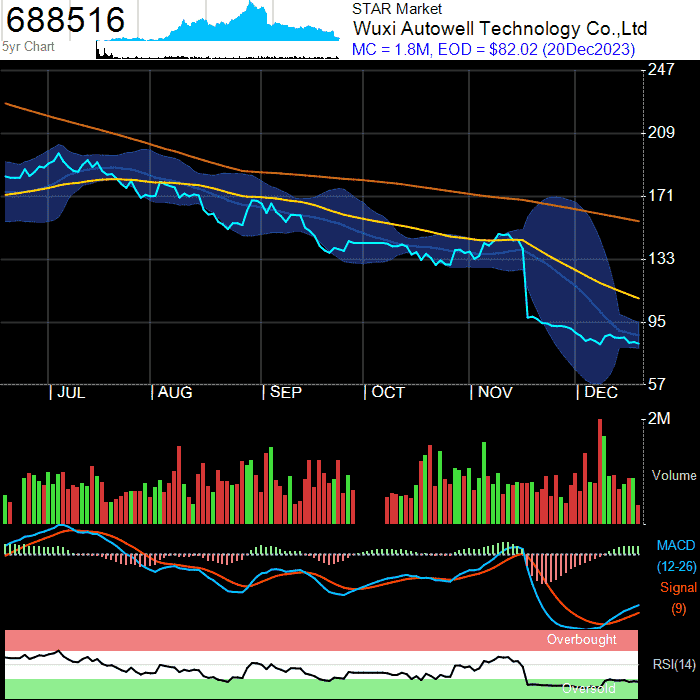 688516
5yr Chart
STAR Market
Wuxi Autowell Technology Co.,Ltd
MC = 1.8M, EOD = $82.02 (20Dec2023)
247
209
171
133
95
57
JUL AUG SEP OCT NOV DEC
2M
Volume
MACD
(12-26)
Signal
(9)
Overbought
RSI(14)
Oversold